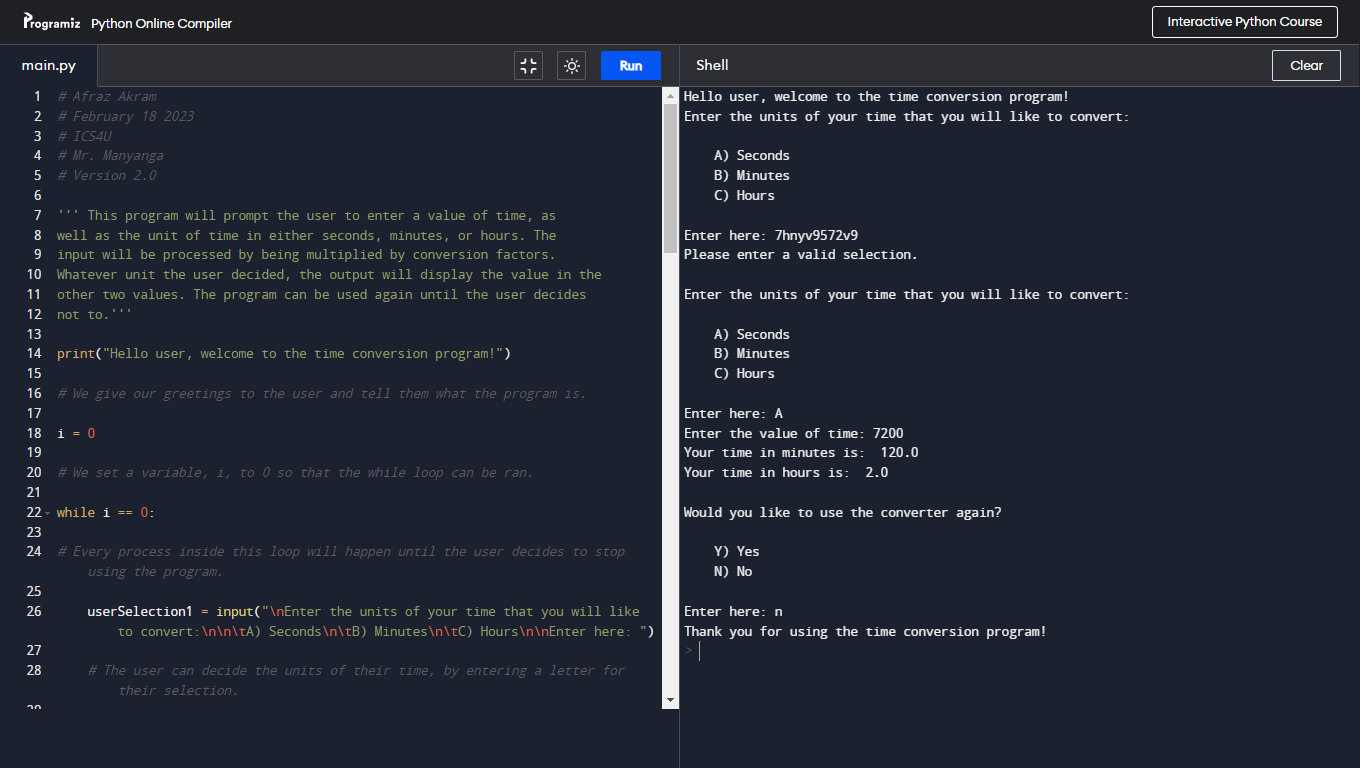 Programiz Python Online Compiler
Interactive Python Course
main.py
Run
Shell
Clear
1 # Afraz Akram
2 # February 18 2023
3 # ICS4U
4 # Mr. Manyanga
5 # Version 2.0
6
7 ''' This program will prompt the user to enter a value of time, as
8 well as the unit of time in either seconds, minutes, or hours. The
9 input will be processed by being multiplied by conversion factors.
10 Whatever unit the user decided, the output will display the value in the
11 other two values. The program can be used again until the user decides
12 not to.'''
13
14 print("Hello user, welcome to the time conversion program!")
15
16 # We give our greetings to the user and tell them what the program is.
17
18 i = 0
19
20 # We set a variable, i, to 0 so that the while loop can be ran.
21
22 while i == 0:
23
24 # Every process inside this loop will happen until the user decides to stop
using the program.
25
26 userSelection1 = input("\nEnter the units of your time that you will like
to convert:\n\n\tA) Seconds\n\tB) Minutes\n\tC) Hours\n\nEnter here: ")
27
28 # The user can decide the units of their time, by entering a letter for
their selection.
Hello user, welcome to the time conversion program!
Enter the units of your time that you will like to convert:
A) Seconds
B) Minutes
C) Hours
Enter here: 7hnyv9572v9
Please enter a valid selection.
Enter the units of your time that you will like to convert:
A) Seconds
B) Minutes
C) Hours
Enter here: A
Enter the value of time: 7200
Your time in minutes is:  120.0
Your time in hours is:  2.0
Would you like to use the converter again?
Y) Yes
N) No
Enter here: n
Thank you for using the time conversion program!
>